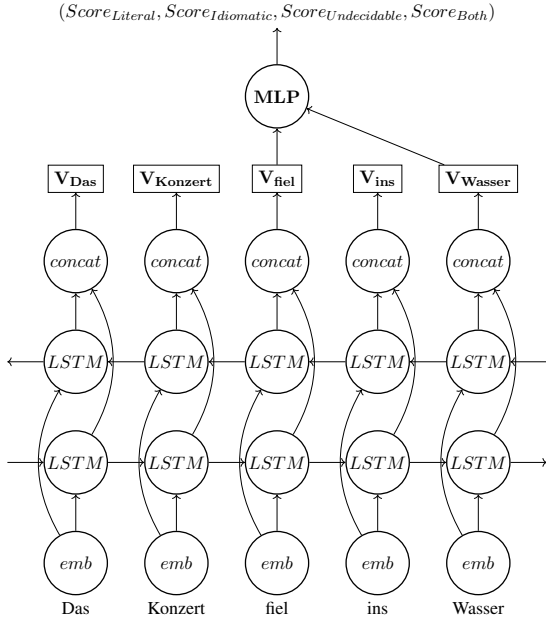 (Score_Literal, Score_Idiomatic, Score_Undecidable, Score_Both)
MLP
V_Das V_Konzert V_fiel V_ins V_Wasser
concat concat concat concat concat
LSTM LSTM LSTM LSTM LSTM
LSTM LSTM LSTM LSTM LSTM
emb emb emb emb emb
Das Konzert fiel ins Wasser